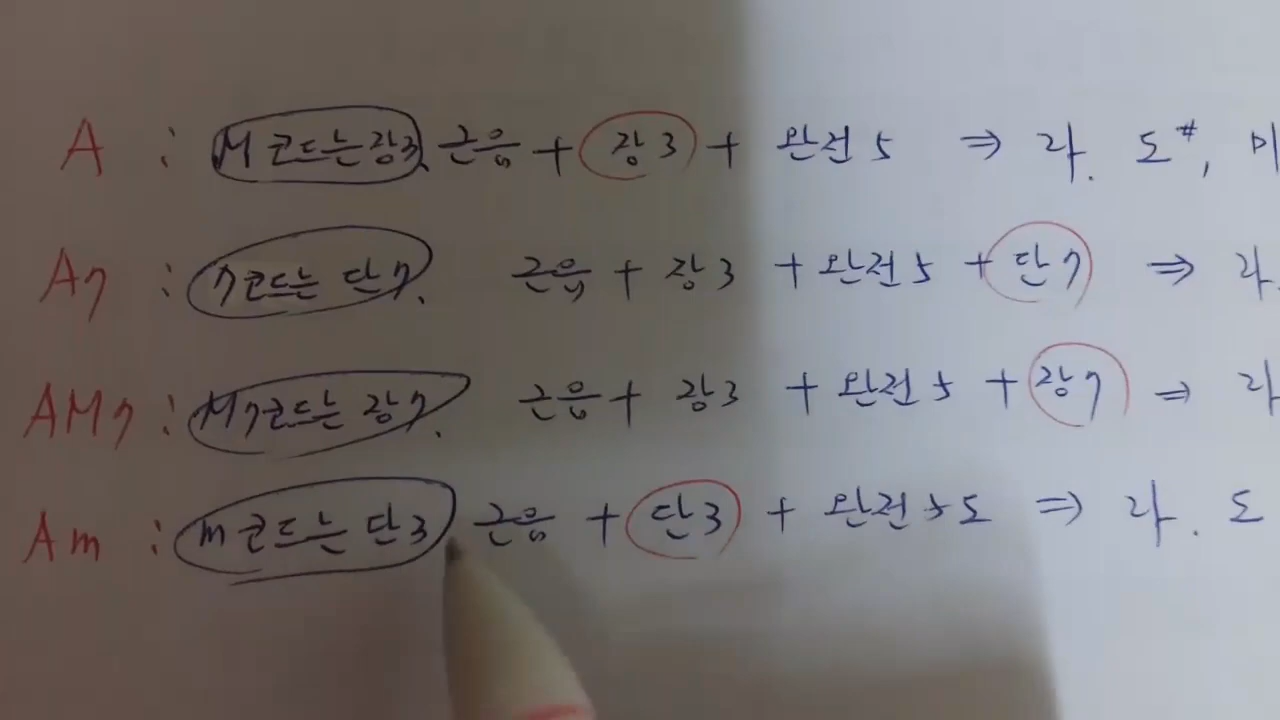 A : M 코드는 장3. 근음 + 장3 + 완전 5 ⇒ 라. 도#, 미
A7 : 7코드는 단7. 근음 + 장3 + 완전5 + 단7 ⇒ 라.
AM7 : M7코드는 장7. 근음 + 장3 + 완전5 + 장7 ⇒ 라
Am : m 코드는 단3 근음 + 단3 + 완전5도 ⇒ 라. 도